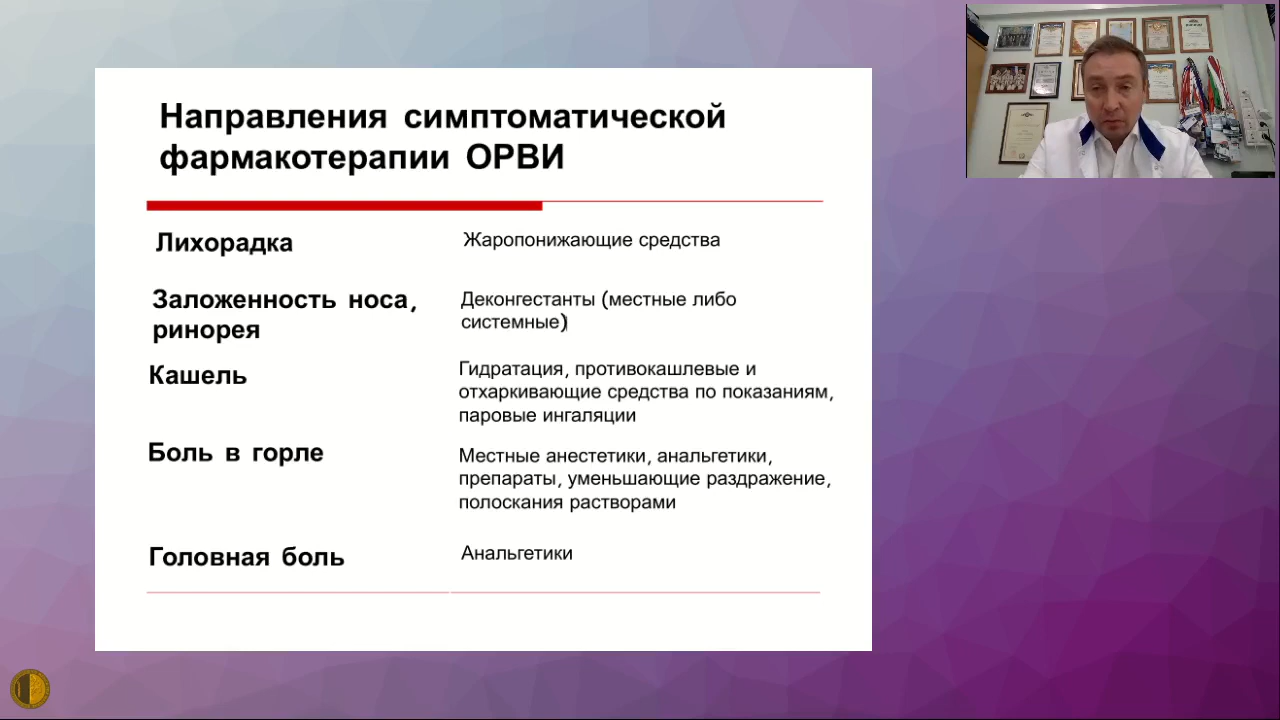 Направления симптоматической
фармакотерапии ОРВИ
Лихорадка
Жаропонижающие средства
Заложенность носа,
ринорея
Деконгестанты (местные либо
системные)
Кашель
Гидратация, противокашлевые и
отхаркивающие средства по показаниям,
паровые ингаляции
Боль в горле
Местные анестетики, анальгетики,
препараты, уменьшающие раздражение,
полоскания растворами
Головная боль
Анальгетики